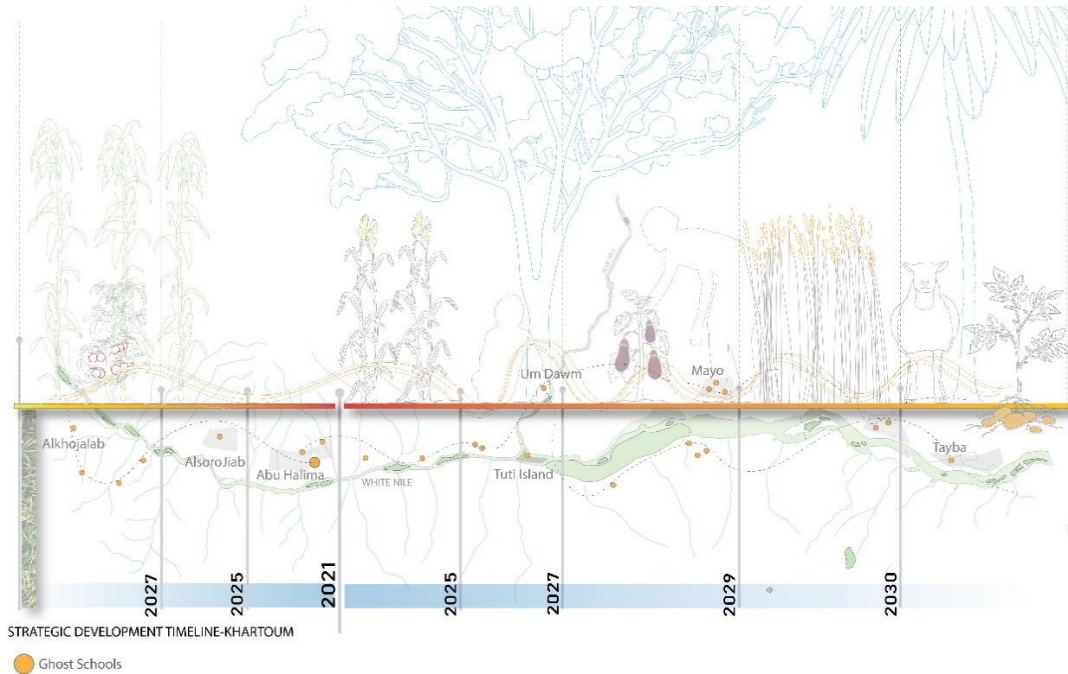 Um Dawm
Mayo
Alkhojalab
AlsoroJiab
Abu Halima
WHITE NILE
Tuti Island
Tayba
2027
2025
2021
2025
2027
2029
2030
STRATEGIC DEVELOPMENT TIMELINE-KHARTOUM
Ghost Schools